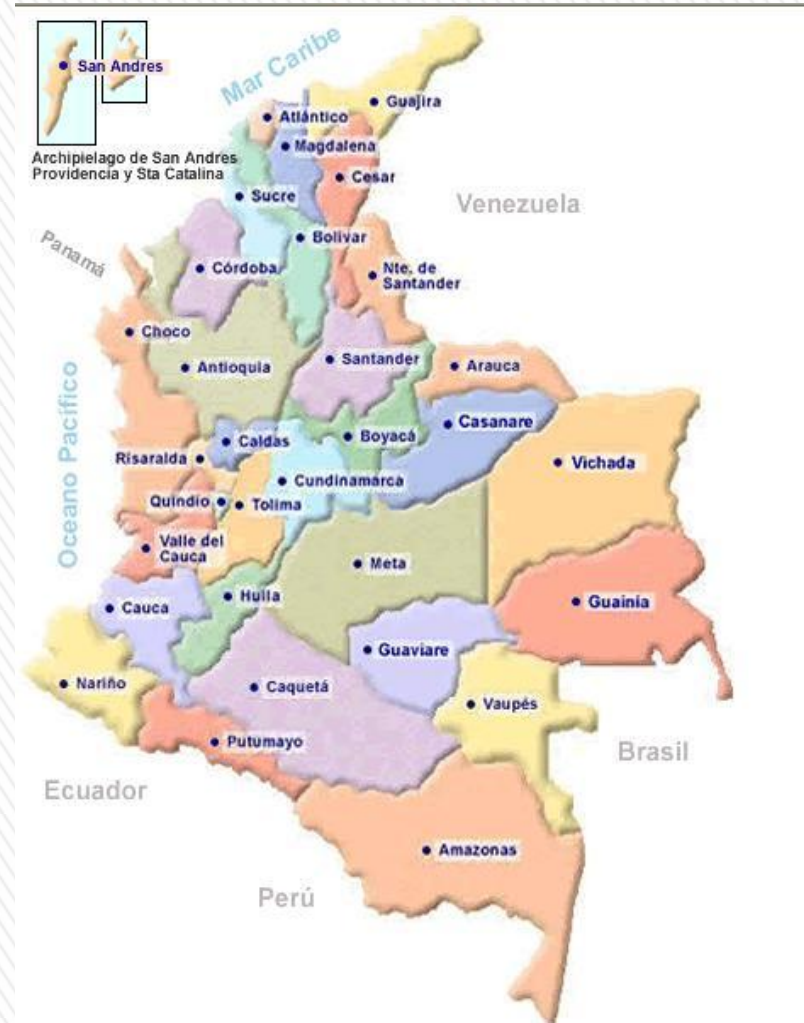 San Andres
Mar Caribe
Guajira
Atlántico
Archipielago de San Andres
Providencia y Sta Catalina
Magdalena
Cesar
Sucre
Venezuela
Bolivar
Panamá
Córdoba
Nte. de
Santander
Choco
Antioquia
Santander
Arauca
Oceano Pacífico
Caldas
Boyacá
Casanare
Risaralda
Vichada
Cundinamarca
Quindio
Tolima
Valle del
Cauca
Meta
Huila
Cauca
Guainía
Guaviare
Nariño
Caquetá
Vaupés
Putumayo
Brasil
Ecuador
Amazonas
Perú